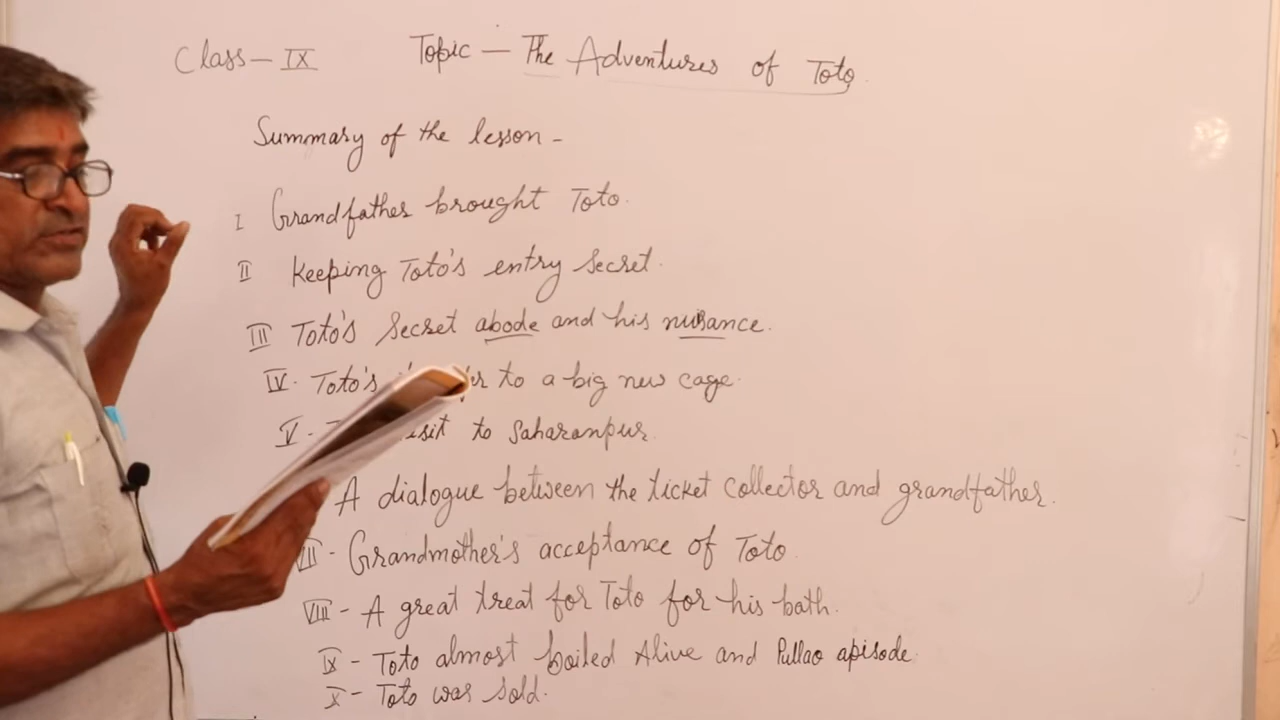 Class - IX Topic - The Adventures of Toto
Summary of the lesson -
I Grandfather brought Toto.
II Keeping Toto's entry secret.
III Toto's secret abode and his nuisance.
IV. Toto's to a big new cage.
V - to Saharanpur.
A dialogue between the ticket collector and grandfather.
VII - Grandmother's acceptance of Toto.
VIII - A great treat for Toto for his bath.
IX - Toto almost boiled Alive and Pullao apisode
X - Toto was sold.